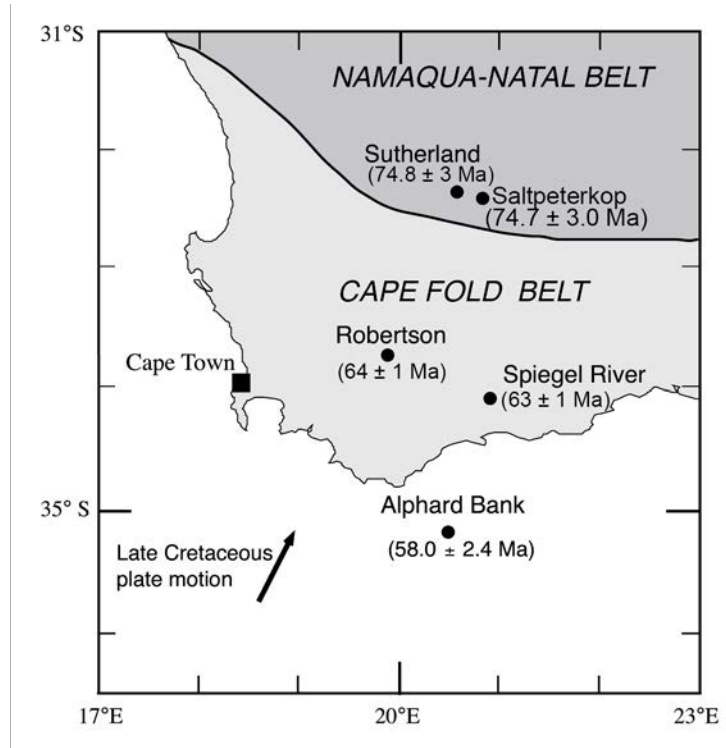 31°S
NAMAQUA-NATAL BELT
Sutherland
(74.8 ± 3 Ma)
Saltpeterkop
(74.7 ± 3.0 Ma)
CAPE FOLD BELT
Robertson
(64 ± 1 Ma)
Cape Town
Spiegel River
(63 ± 1 Ma)
35° S
Alphard Bank
(58.0 ± 2.4 Ma)
Late Cretaceous
plate motion
17°E
20°E
23°E